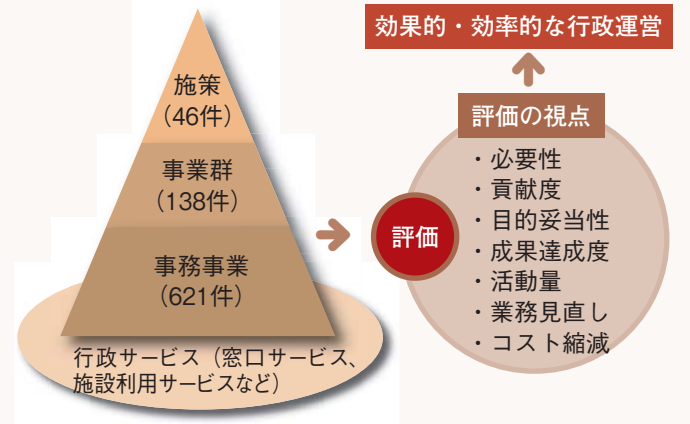 施策
(46件)
事業群
(138件)
事務事業
(621件)
行政サービス(窓口サービス、
施設利用サービスなど)
評価
効果的・効率的な行政運営
評価の視点
・必要性
・貢献度
・目的妥当性
・成果達成度
・活動量
・業務見直し
・コスト縮減